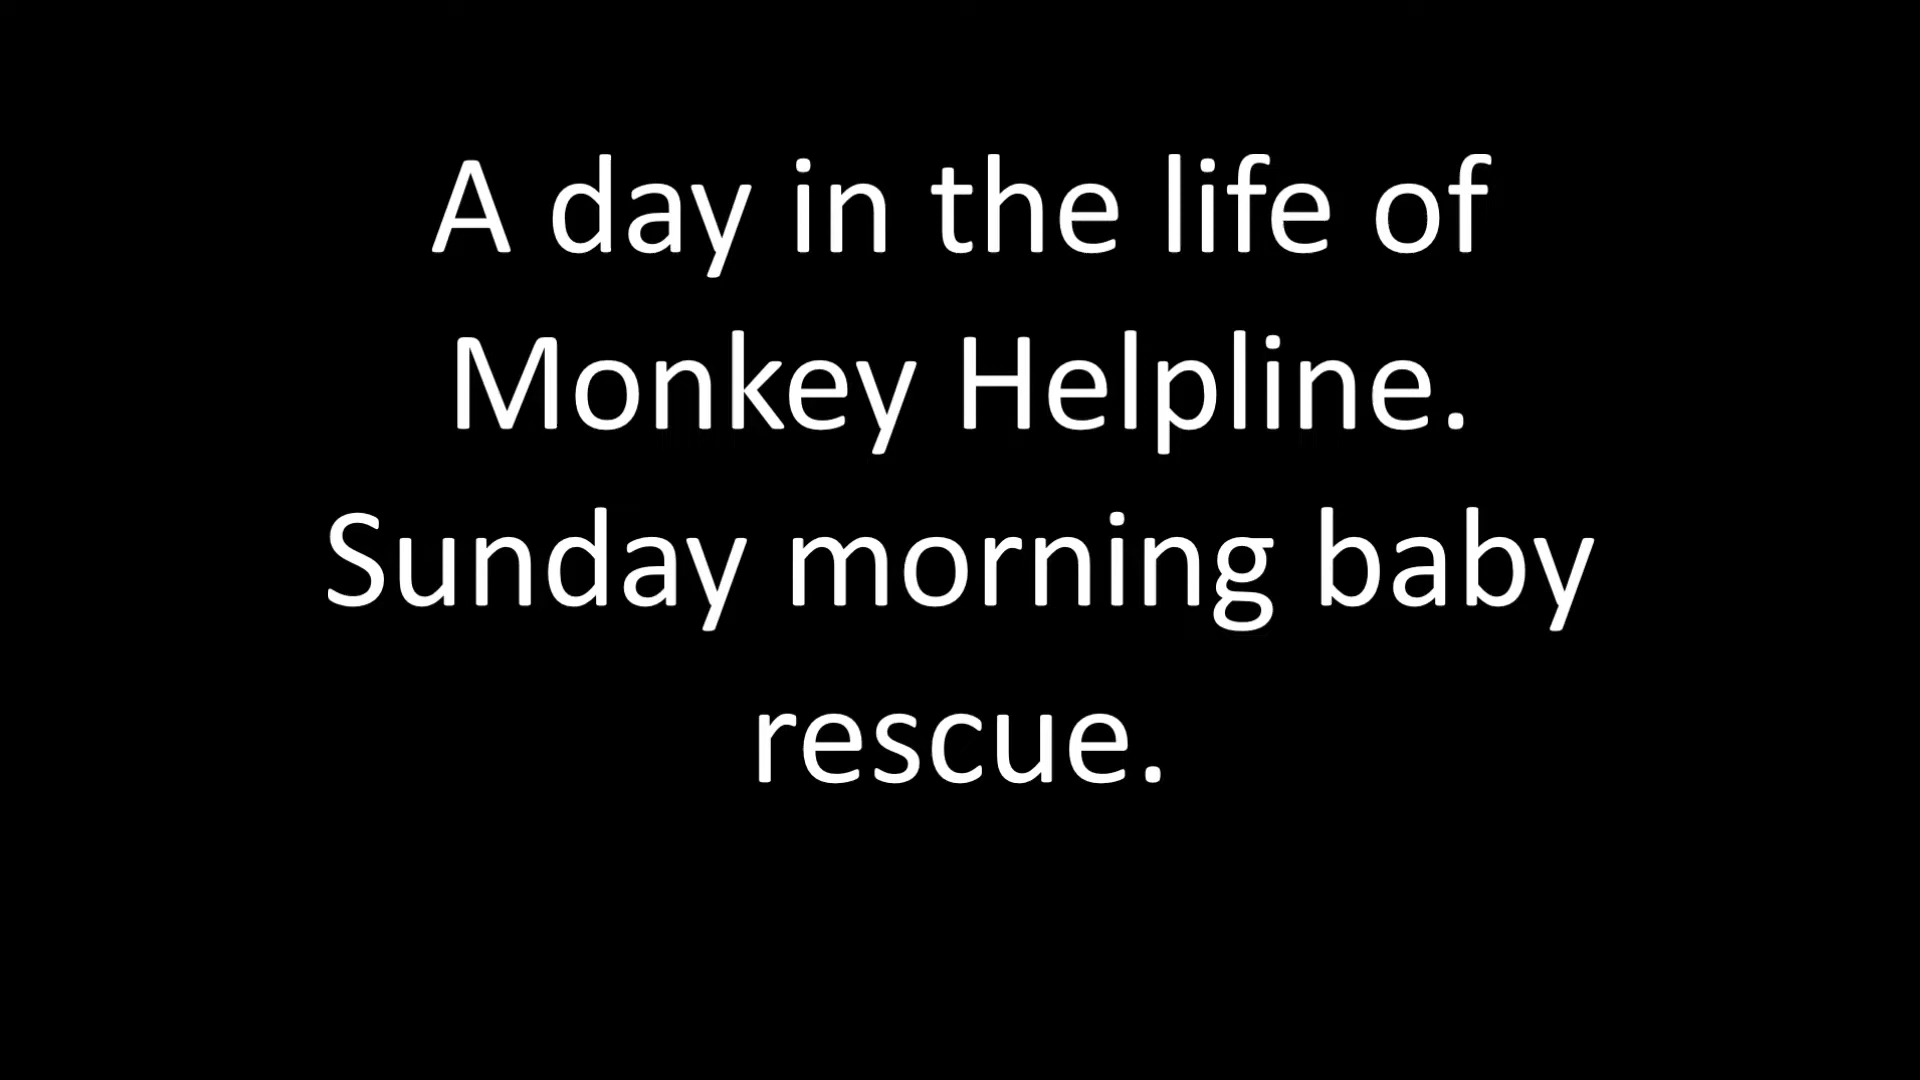 A day in the life of
Monkey Helpline.
Sunday morning baby
rescue.